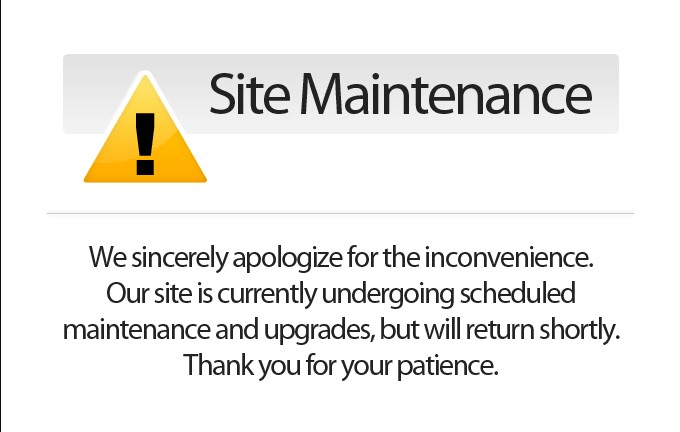 Site Maintenance
We sincerely apologize for the inconvenience.
Our site is currently undergoing scheduled
maintenance and upgrades, but will return shortly.
Thank you for your patience.